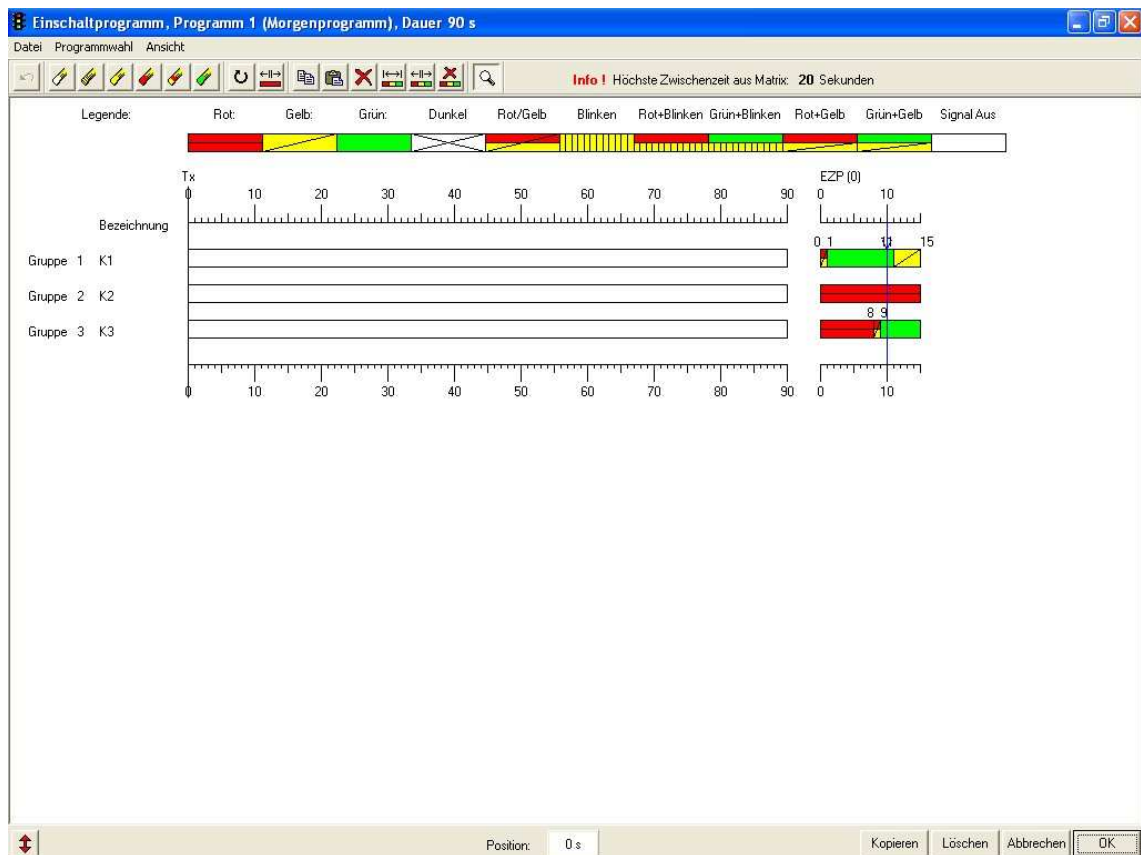 Einschaltprogramm, Programm 1 (Morgenprogramm), Dauer 90 s
Datei Programmwahl Ansicht
Info ! Höchste Zwischenzeit aus Matrix: 20 Sekunden
Legende: Rot: Gelb: Grün: Dunkel Rot/Gelb Blinken Rot+Blinken Grün+Blinken Rot+Gelb Grün+Gelb Signal Aus
Tx EZP (0)
0 10 20 30 40 50 60 70 80 90 0 10
Bezeichnung
0 1 11 15
Gruppe 1 K1
Gruppe 2 K2
8 9
Gruppe 3 K3
0 10 20 30 40 50 60 70 80 90 0 10
Position: 0 s Kopieren Löschen Abbrechen OK